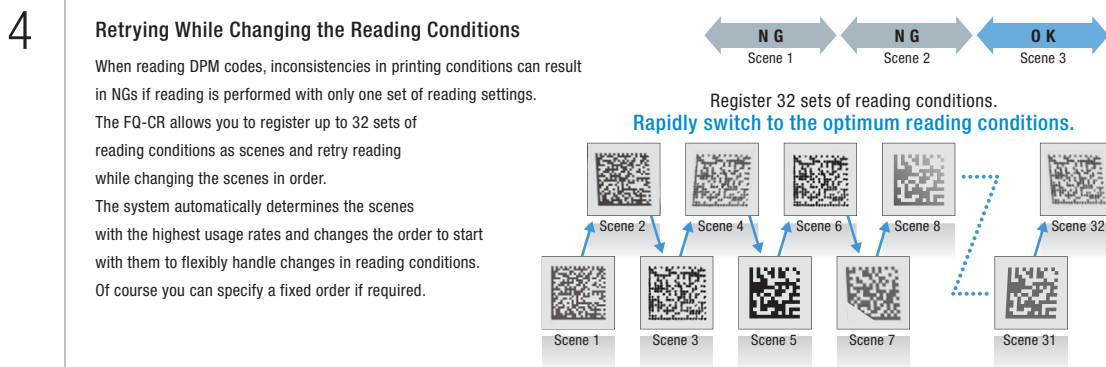 4
Retrying While Changing the Reading Conditions
When reading DPM codes, inconsistencies in printing conditions can result
in NGs if reading is performed with only one set of reading settings.
The FQ-CR allows you to register up to 32 sets of
reading conditions as scenes and retry reading
while changing the scenes in order.
The system automatically determines the scenes
with the highest usage rates and changes the order to start
with them to flexibly handle changes in reading conditions.
Of course you can specify a fixed order if required.
NG NG OK
Scene 1 Scene 2 Scene 3
Register 32 sets of reading conditions.
Rapidly switch to the optimum reading conditions.
Scene 2 Scene 4 Scene 6 Scene 8 Scene 32
Scene 1 Scene 3 Scene 5 Scene 7 Scene 31